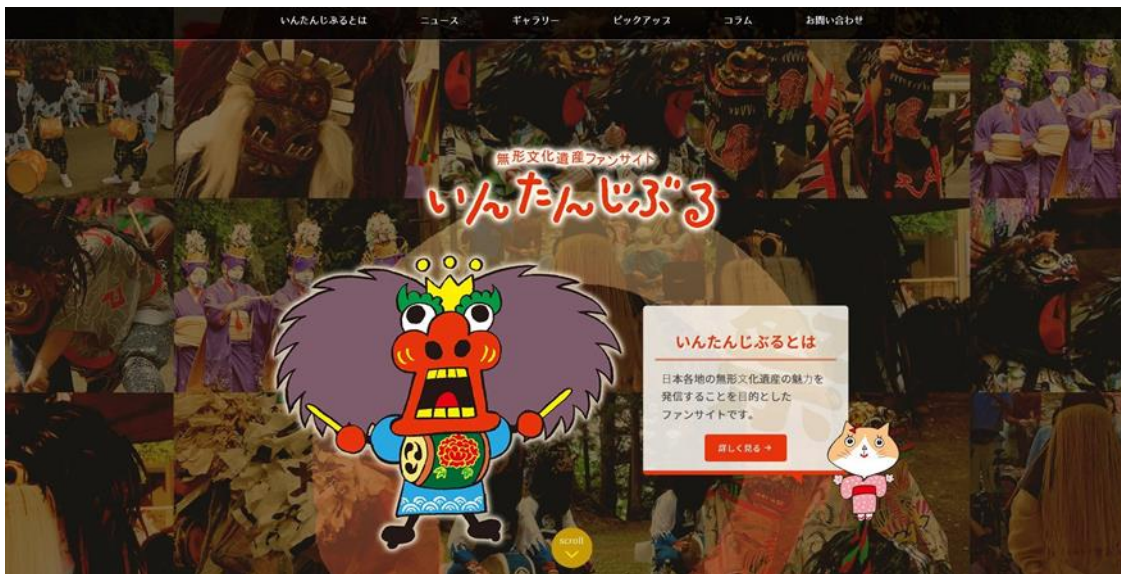 いんたんじぶるとは
ニュース
ギャラリー
ピックアップ
コラム
お問い合わせ
無形文化遺産ファンサイト
いんたんじぶる
いんたんじぶるとは
日本各地の無形文化遺産の魅力を
発信することを目的とした
ファンサイトです。
詳しく見る →
scroll